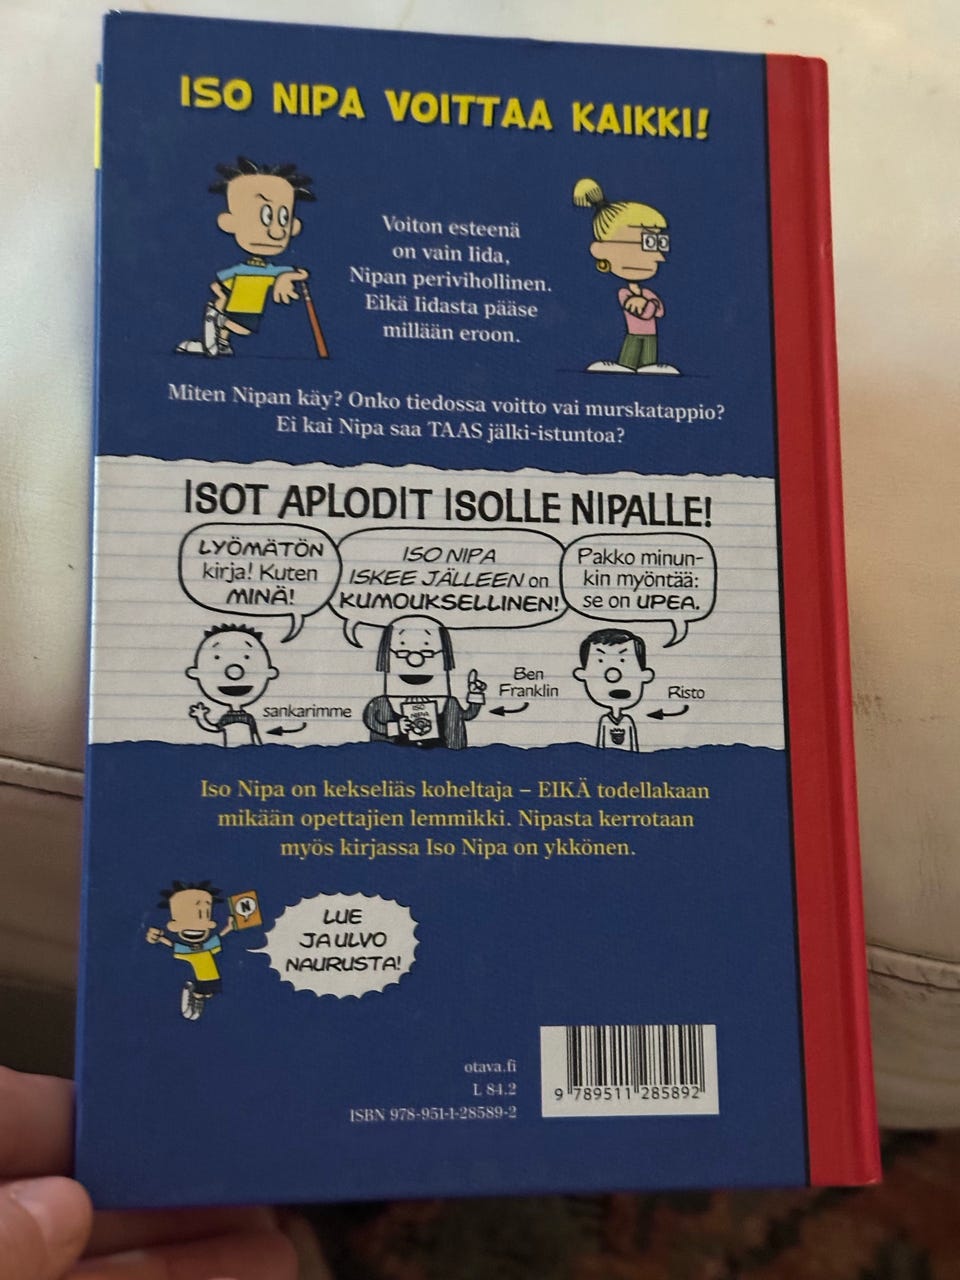 ISO NIPA VOITTAA KAIKKI!
Voiton esteenä
on vain Iida,
Nipan perivihollinen.
Eikä Iidasta pääse
millään eroon.
Miten Nipan käy? Onko tiedossa voitto vai murskatappio?
Ei kai Nipa saa TAAS jälki-istuntoa?
ISOT APLODIT ISOLLE NIPALLE!
LYÖMÄTÖN
kirja! Kuten
MINÄ!
ISO NIPA
ISKEE JÄLLEEN on
KUMOUKSELLINEN!
Pakko minun-
kin myöntää:
se on UPEA.
sankarimme
ISO
NIPA
Ben
Franklin
Risto
Iso Nipa on kekseliäs koheltaja – EIKÄ todellakaan
mikään opettajien lemmikki. Nipasta kerrotaan
myös kirjassa Iso Nipa on ykkönen.
N
LUE
JA ULVO
NAURUSTA!
otava.fi
L 84.2
ISBN 978-951-1-28589-2
9 789511 285892